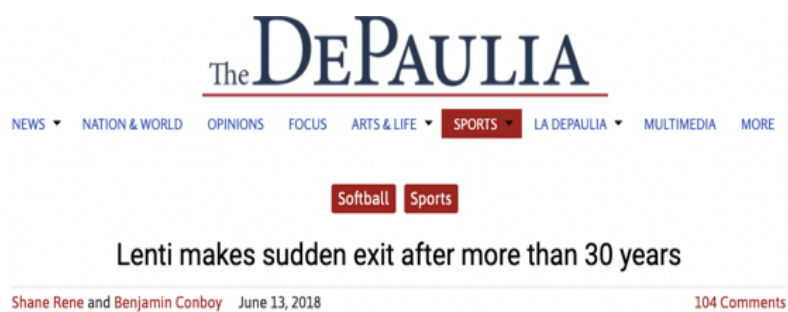 The DEPAULIA
NEWS NATION & WORLD OPINIONS FOCUS ARTS & LIFE SPORTS LA DEPAULIA MULTIMEDIA MORE
Softball Sports
Lenti makes sudden exit after more than 30 years
Shane Rene and Benjamin Conboy June 13, 2018 104 Comments